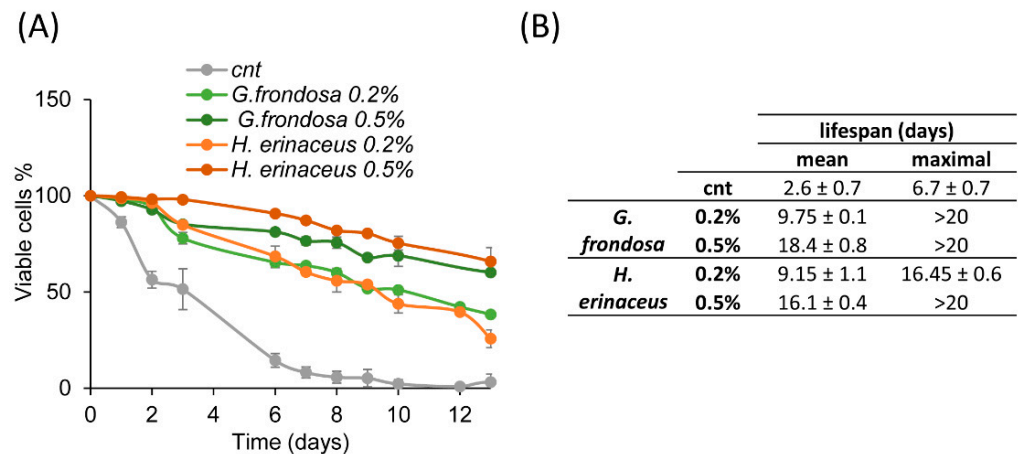 (A)
(B)
cnt
G.frondosa 0.2%
G.frondosa 0.5%
H. erinaceus 0.2%
H. erinaceus 0.5%
150
100
50
0
Viable cells %
0 2 4 6 8 10 12
Time (days)
lifespan (days)
mean maximal
cnt 2.6 ± 0.7 6.7 ± 0.7
G. 0.2% 9.75 ± 0.1 >20
frondosa 0.5% 18.4 ± 0.8 >20
H. 0.2% 9.15 ± 1.1 16.45 ± 0.6
erinaceus 0.5% 16.1 ± 0.4 >20